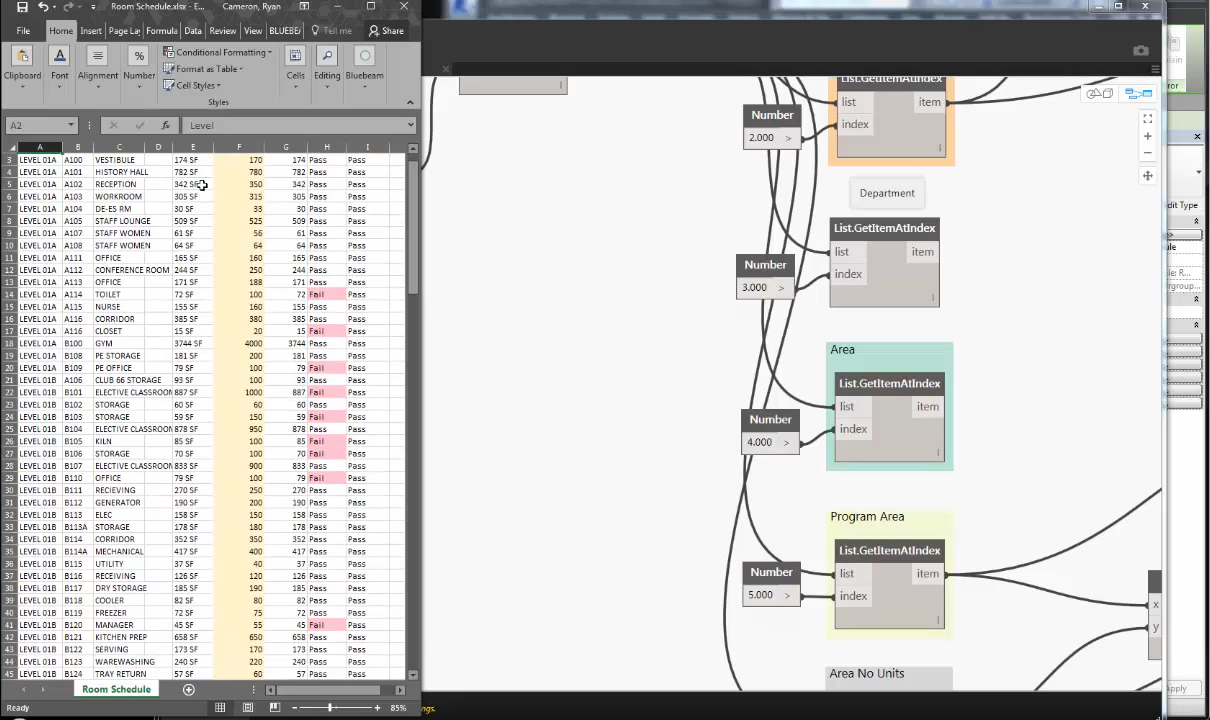 Room Schedule.xlsx - Cameron, Ryan
File Home Insert Page Lay Formula Data Review View BLUEBEA Tell me Share
Clipboard Font Alignment Number Conditional Formatting Format as Table Cell Styles Cells Editing Bluebeam
Styles
A2 fx Level
A B C D E F G H I
3 LEVEL 01A A100 VESTIBULE 174 SF 170 174 Pass Pass
4 LEVEL 01A A101 HISTORY HALL 782 SF 780 782 Pass Pass
5 LEVEL 01A A102 RECEPTION 342 SF 350 342 Pass Pass
6 LEVEL 01A A103 WORKROOM 305 SF 315 305 Pass Pass
7 LEVEL 01A A104 DE-ES RM 30 SF 33 30 Pass Pass
8 LEVEL 01A A105 STAFF LOUNGE 509 SF 525 509 Pass Pass
9 LEVEL 01A A107 STAFF WOMEN 61 SF 56 61 Pass Pass
10 LEVEL 01A A108 STAFF WOMEN 64 SF 64 64 Pass Pass
11 LEVEL 01A A111 OFFICE 165 SF 160 165 Pass Pass
12 LEVEL 01A A112 CONFERENCE ROOM 244 SF 250 244 Pass Pass
13 LEVEL 01A A113 OFFICE 171 SF 188 171 Pass Pass
14 LEVEL 01A A114 TOILET 72 SF 100 72 Fail Pass
15 LEVEL 01A A115 NURSE 155 SF 160 155 Pass Pass
16 LEVEL 01A A116 CORRIDOR 385 SF 380 385 Pass Pass
17 LEVEL 01A A116 CLOSET 15 SF 20 15 Fail Pass
18 LEVEL 01A B100 GYM 3744 SF 4000 3744 Pass Pass
19 LEVEL 01A B108 PE STORAGE 181 SF 200 181 Pass Pass
20 LEVEL 01A B109 PE OFFICE 79 SF 100 79 Fail Pass
21 LEVEL 01B A106 CLUB 66 STORAGE 93 SF 100 93 Pass Pass
22 LEVEL 01B B101 ELECTIVE CLASSROOM 887 SF 1000 887 Fail Pass
23 LEVEL 01B B102 STORAGE 60 SF 60 60 Pass Pass
24 LEVEL 01B B103 STORAGE 59 SF 150 59 Fail Pass
25 LEVEL 01B B104 ELECTIVE CLASSROOM 878 SF 950 878 Pass Pass
26 LEVEL 01B B105 KILN 85 SF 100 85 Fail Pass
27 LEVEL 01B B106 STORAGE 70 SF 100 70 Fail Pass
28 LEVEL 01B B107 ELECTIVE CLASSROOM 833 SF 900 833 Pass Pass
29 LEVEL 01B B110 OFFICE 79 SF 100 79 Fail Pass
30 LEVEL 01B B111 RECIEVING 270 SF 250 270 Pass Pass
31 LEVEL 01B B112 GENERATOR 190 SF 200 190 Pass Pass
32 LEVEL 01B B113 ELEC 158 SF 150 158 Pass Pass
33 LEVEL 01B B113A STORAGE 178 SF 180 178 Pass Pass
34 LEVEL 01B B114 CORRIDOR 352 SF 350 352 Pass Pass
35 LEVEL 01B B114A MECHANICAL 417 SF 400 417 Pass Pass
36 LEVEL 01B B115 UTILITY 37 SF 40 37 Pass Pass
37 LEVEL 01B B116 RECEIVING 126 SF 120 126 Pass Pass
38 LEVEL 01B B117 DRY STORAGE 185 SF 190 185 Pass Pass
39 LEVEL 01B B118 COOLER 82 SF 80 82 Pass Pass
40 LEVEL 01B B119 FREEZER 72 SF 75 72 Pass Pass
41 LEVEL 01B B120 MANAGER 45 SF 55 45 Fail Pass
42 LEVEL 01B B121 KITCHEN PREP 658 SF 650 658 Pass Pass
43 LEVEL 01B B122 SERVING 173 SF 170 173 Pass Pass
44 LEVEL 01B B123 WAREWASHING 240 SF 220 240 Pass Pass
45 LEVEL 01B B124 TRAY RETURN 57 SF 60 57 Pass Pass
Room Schedule
Ready 85%
List.GetItemAtIndex
list item
index
Number
2.000 >
Department
List.GetItemAtIndex
list item
index
Number
3.000 >
Area
List.GetItemAtIndex
list item
index
Number
4.000 >
Program Area
List.GetItemAtIndex
list item
index
Number
5.000 >
x
y
Area No Units
dit Type
Apply